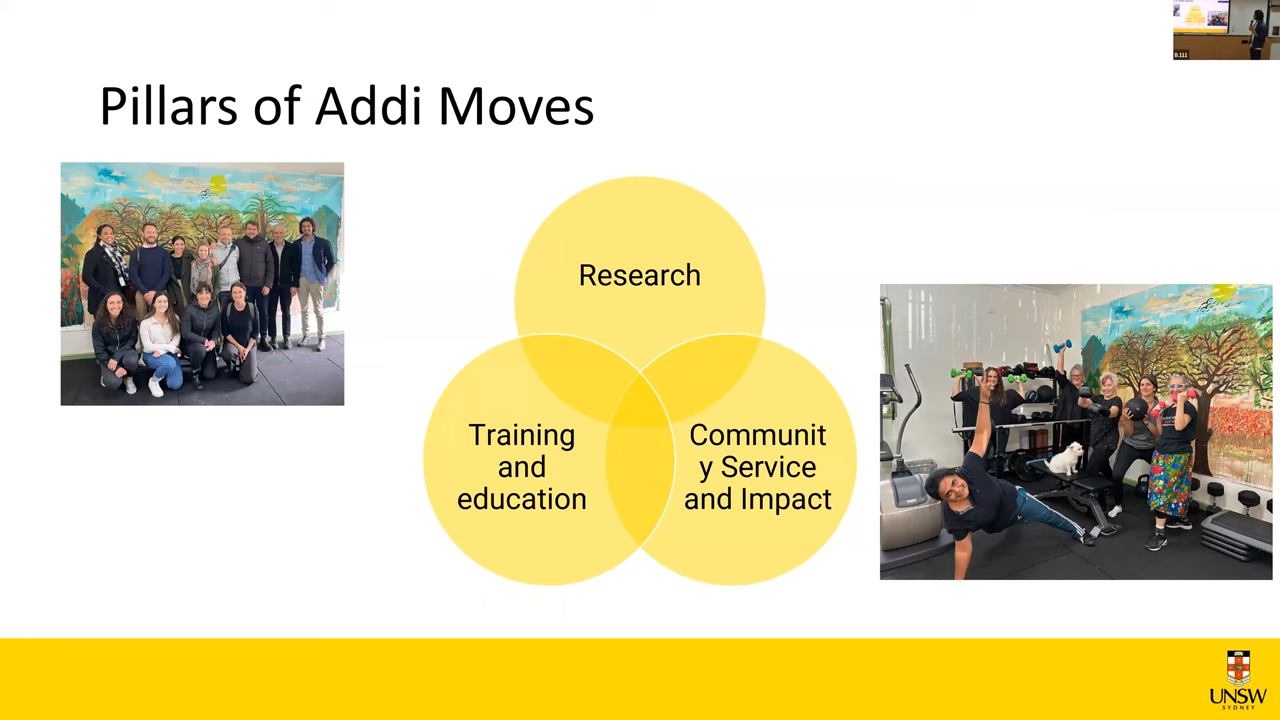 Pillars of Addi Moves
Research
Training
and
education
Communit
y Service
and Impact
UNSW
SYDNEY